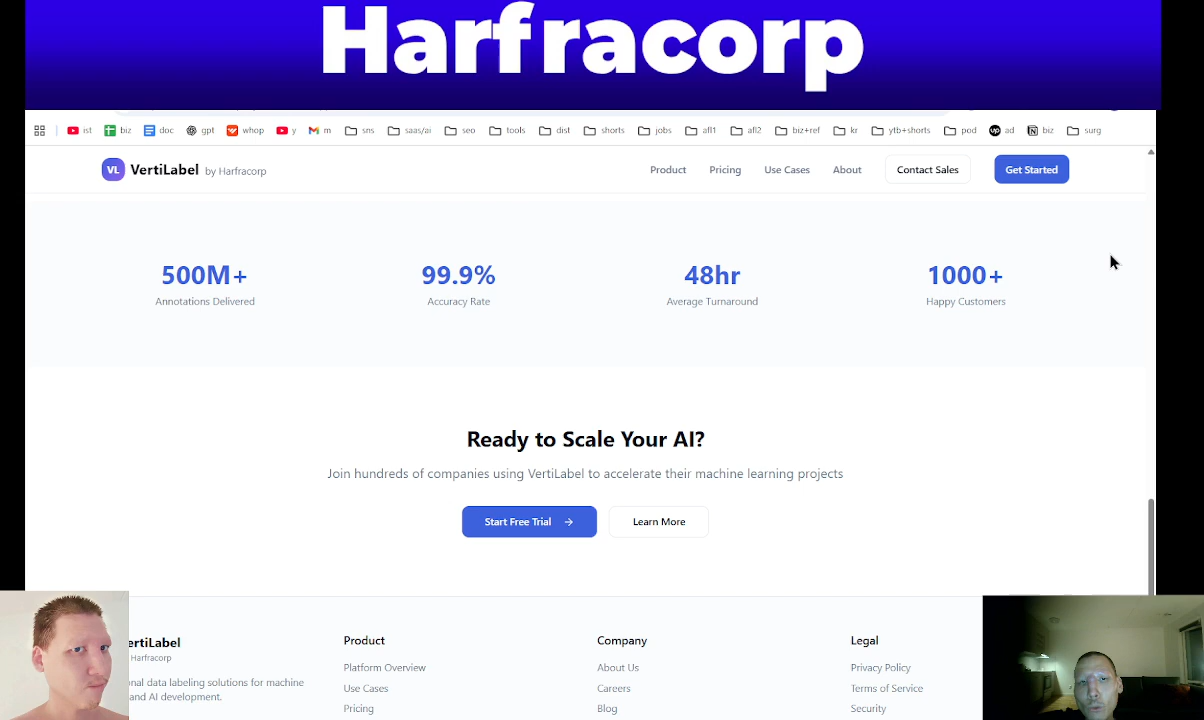 Harfracorp
ist biz doc gpt whop y m sns saas/ai seo tools dist shorts jobs afl1 afl2 biz+ref kr ytb+shorts pod up ad biz surg
VL VertiLabel by Harfracorp Product Pricing Use Cases About Contact Sales Get Started
500M+ 99.9% 48hr 1000+
Annotations Delivered Accuracy Rate Average Turnaround Happy Customers
Ready to Scale Your AI?
Join hundreds of companies using VertiLabel to accelerate their machine learning projects
Start Free Trial → Learn More
ertiLabel Product Company Legal
Harfracorp
Platform Overview About Us Privacy Policy
nal data labeling solutions for machine
Use Cases Careers Terms of Service
and AI development.
Pricing Blog Security